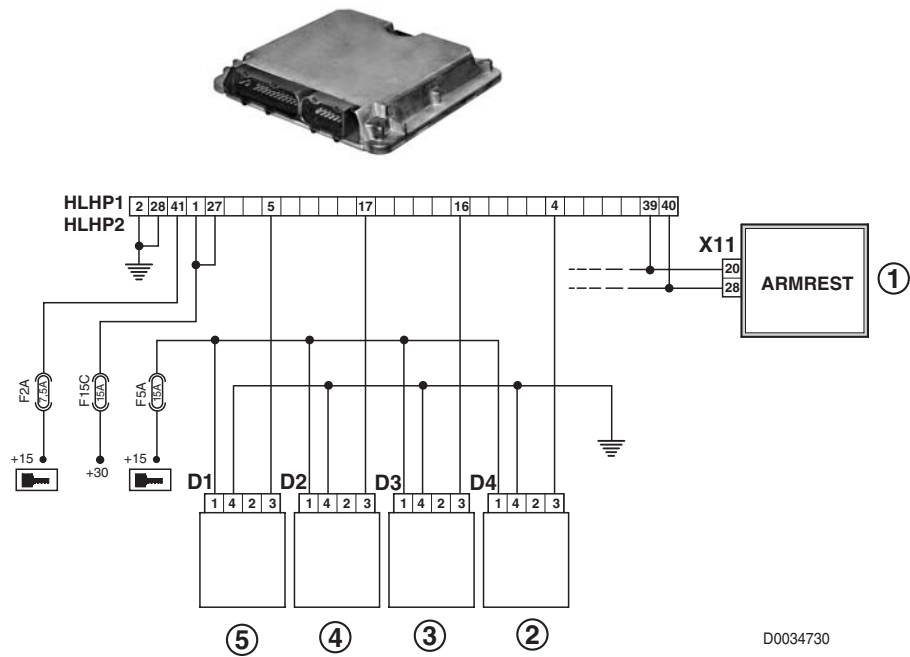 HLHP1 2 28 41 1 27 5 17 16 4 39 40
HLHP2
X11
20
28
ARMREST 1
F2A 7.5A F15C 15A F5A 15A
+15 +30 +15
D1 D2 D3 D4
1 4 2 3 1 4 2 3 1 4 2 3 1 4 2 3
5 4 3 2
D0034730